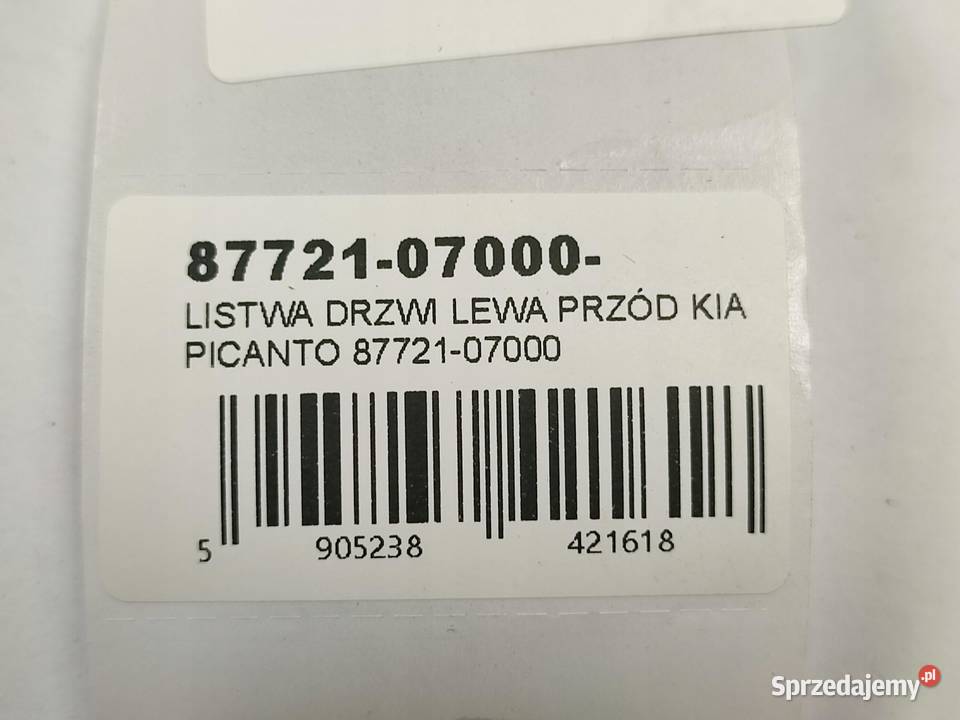 87721-07000-
LISTWA DRZWI LEWA PRZÓD KIA
PICANTO 87721-07000
5 905238 421618
Sprzedajemy.pl